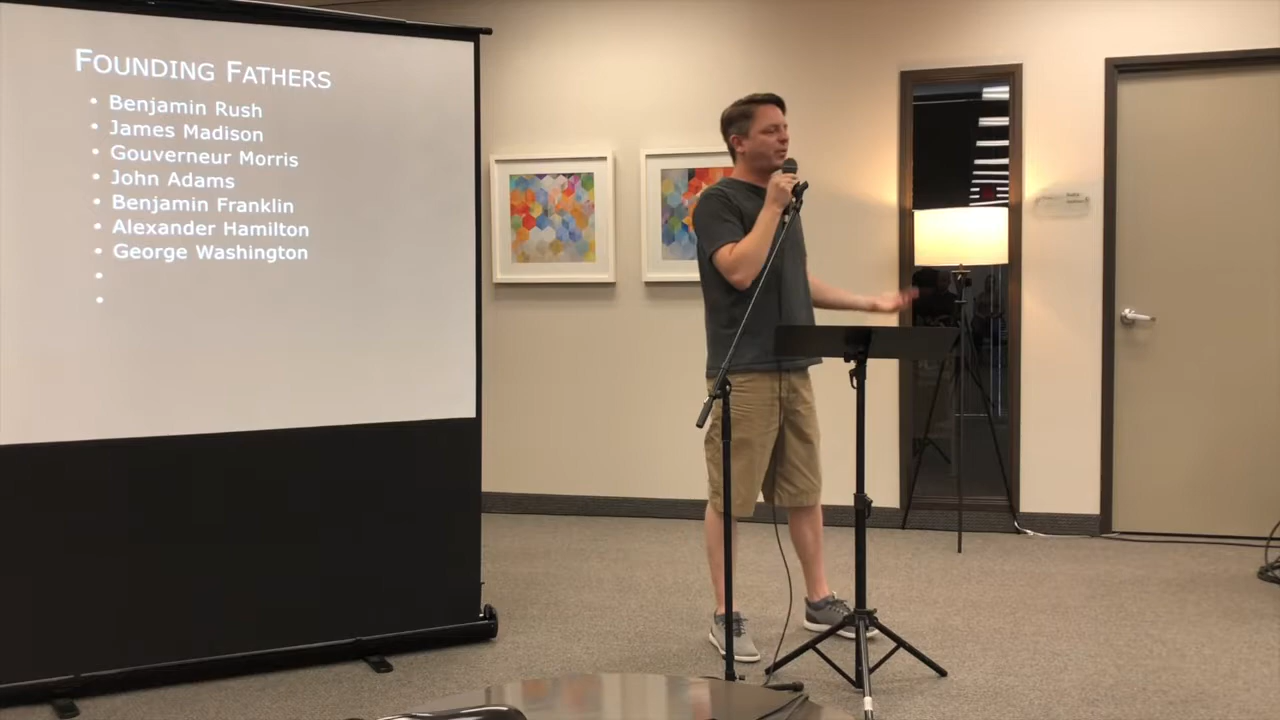 Founding Fathers
• Benjamin Rush
• James Madison
• Gouverneur Morris
• John Adams
• Benjamin Franklin
• Alexander Hamilton
• George Washington
•
•